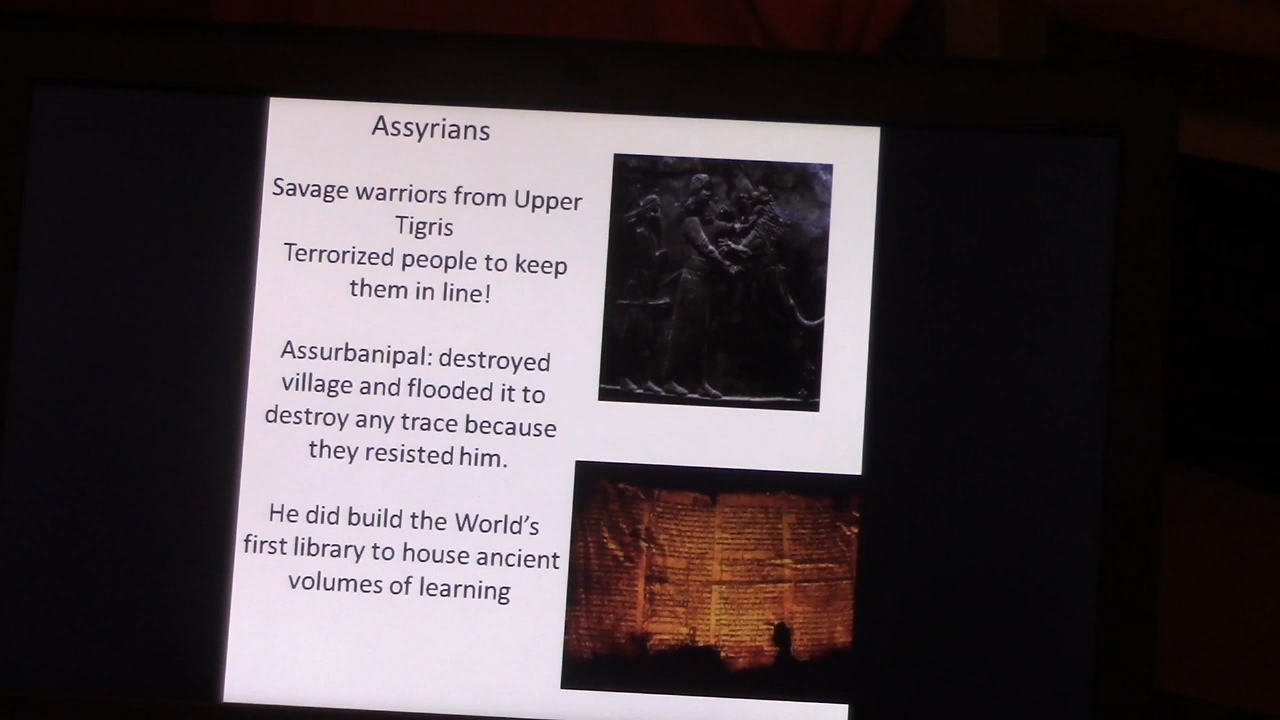 Assyrians
Savage warriors from Upper
Tigris
Terrorized people to keep
them in line!
Assurbanipal: destroyed
village and flooded it to
destroy any trace because
they resisted him.
He did build the World’s
first library to house ancient
volumes of learning